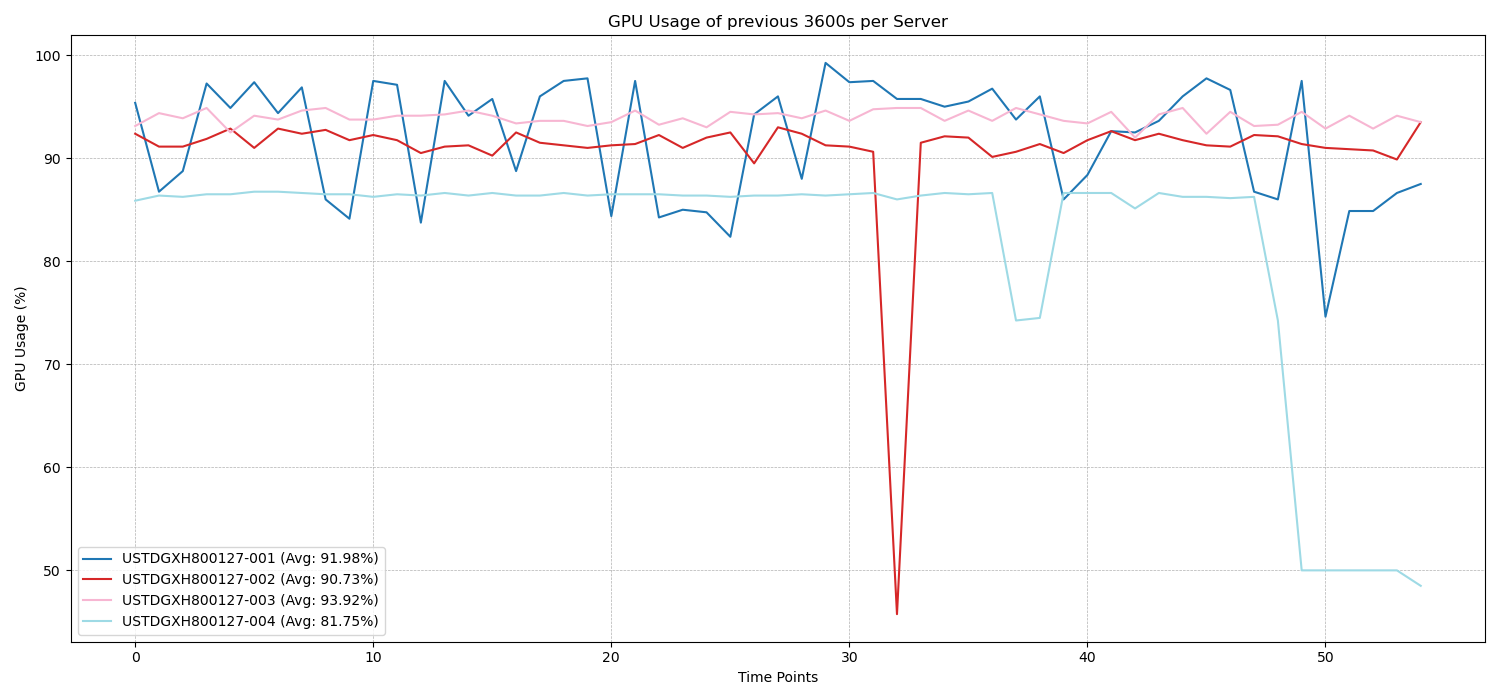 GPU Usage of previous 3600s per Server
GPU Usage (%)
100
90
80
70
60
50
USTDGXH800127-001 (Avg: 91.98%)
USTDGXH800127-002 (Avg: 90.73%)
USTDGXH800127-003 (Avg: 93.92%)
USTDGXH800127-004 (Avg: 81.75%)
0 10 20 30 40 50
Time Points